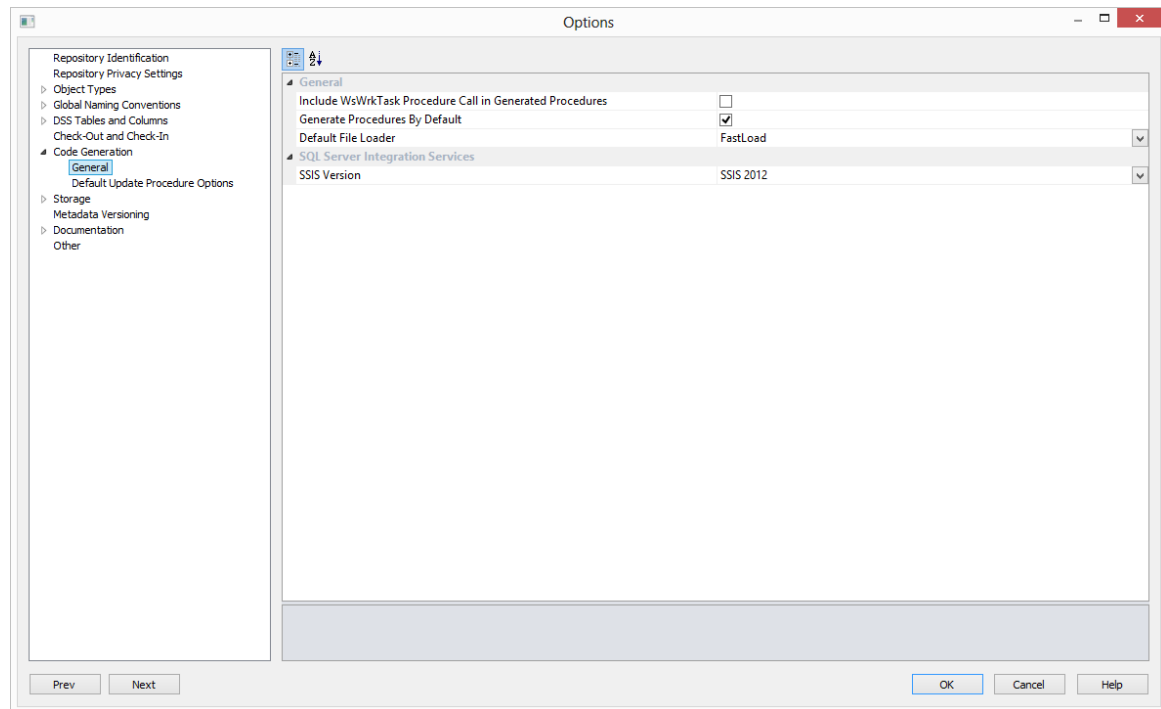 Options
Repository Identification
Repository Privacy Settings
Object Types
Global Naming Conventions
DSS Tables and Columns
Check-Out and Check-In
Code Generation
General
Default Update Procedure Options
Storage
Metadata Versioning
Documentation
Other
General
Include WsWrkTask Procedure Call in Generated Procedures
Generate Procedures By Default
Default File Loader FastLoad
SQL Server Integration Services
SSIS Version SSIS 2012
Prev Next OK Cancel Help